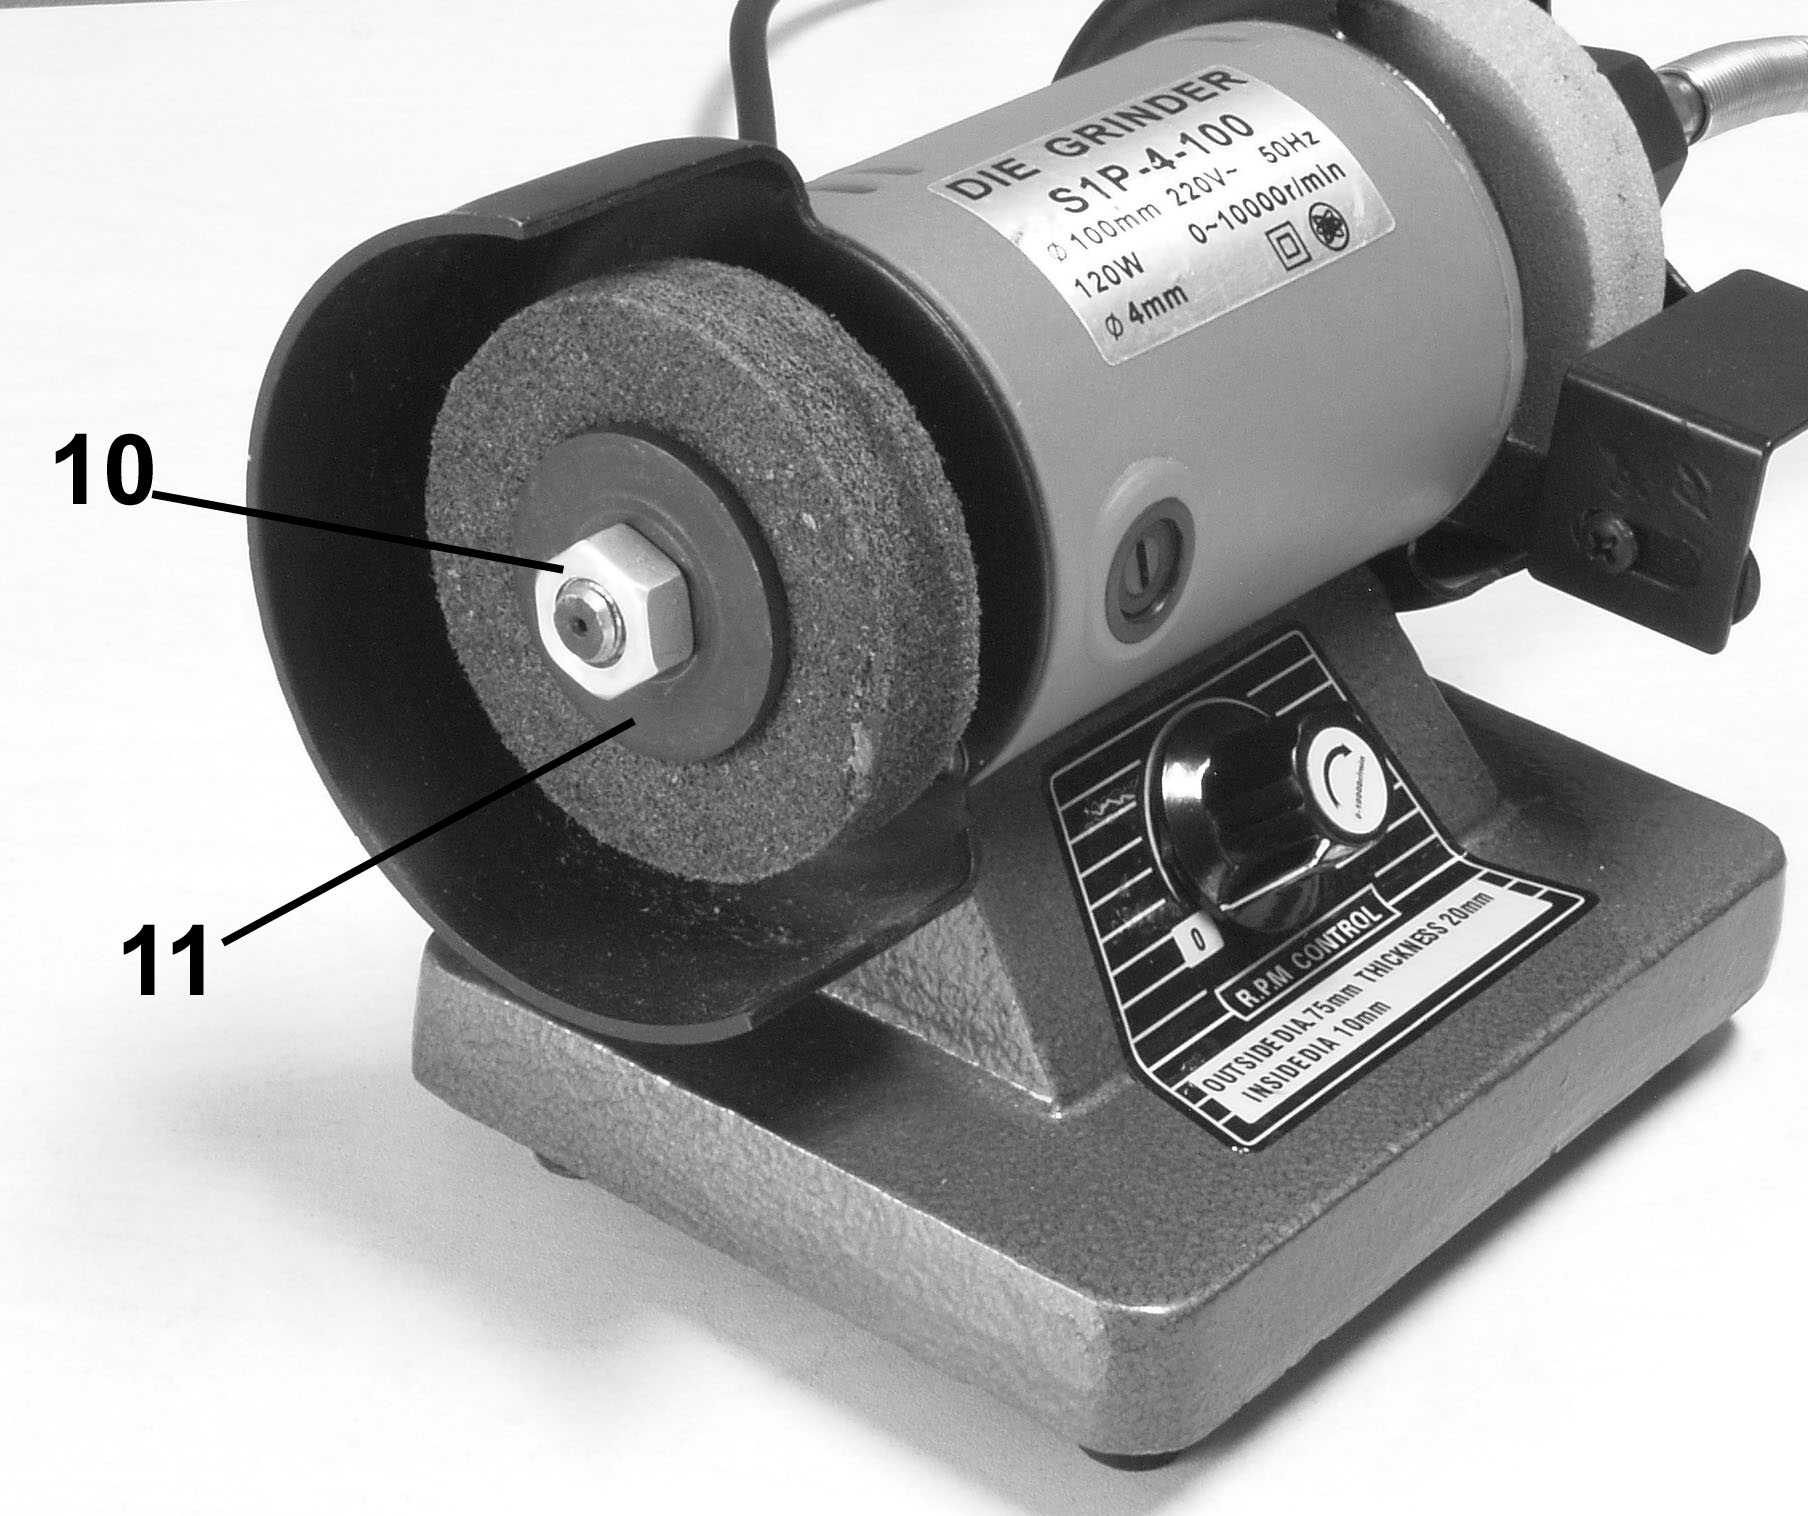 DIE GRINDER
S1P-4-100
Ø 100mm 220V~ 50Hz
120W 0~10000r/min
Ø 4mm
10
11
0
R.P.M CONTROL
OUTSIDE DIA.75mm THICKNESS 20mm
INSIDE DIA 10mm